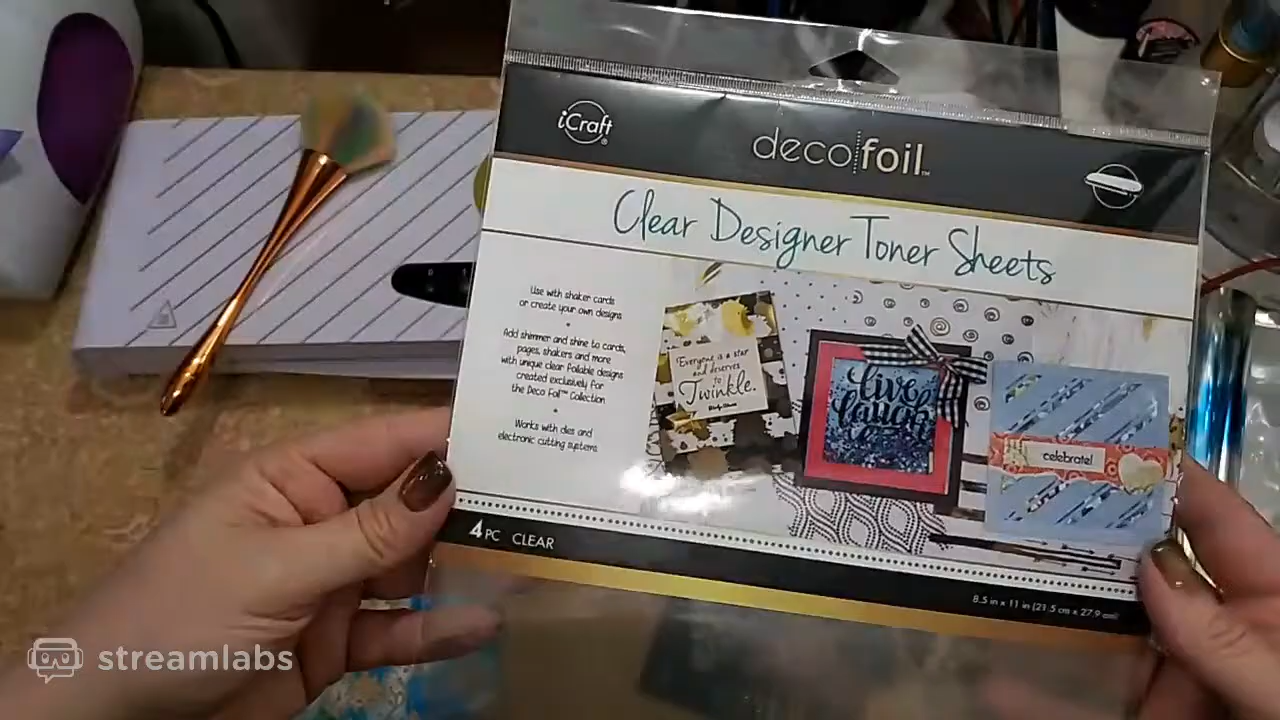 iCraft®
deco foil™
Clear Designer Toner Sheets
Use with shaker cards
or create your own designs
Add shimmer and shine to cards,
pages, shakers and more
with unique clear foilable designs
created exclusively for
the Deco Foil™ Collection
Works with dies and
electronic cutting systems
Everyone is a star
and deserves
to
Twinkle.
live
laugh
celebrate!
4 PC CLEAR
8.5 in x 11 in (21.5 cm x 27.9 cm)
streamlabs